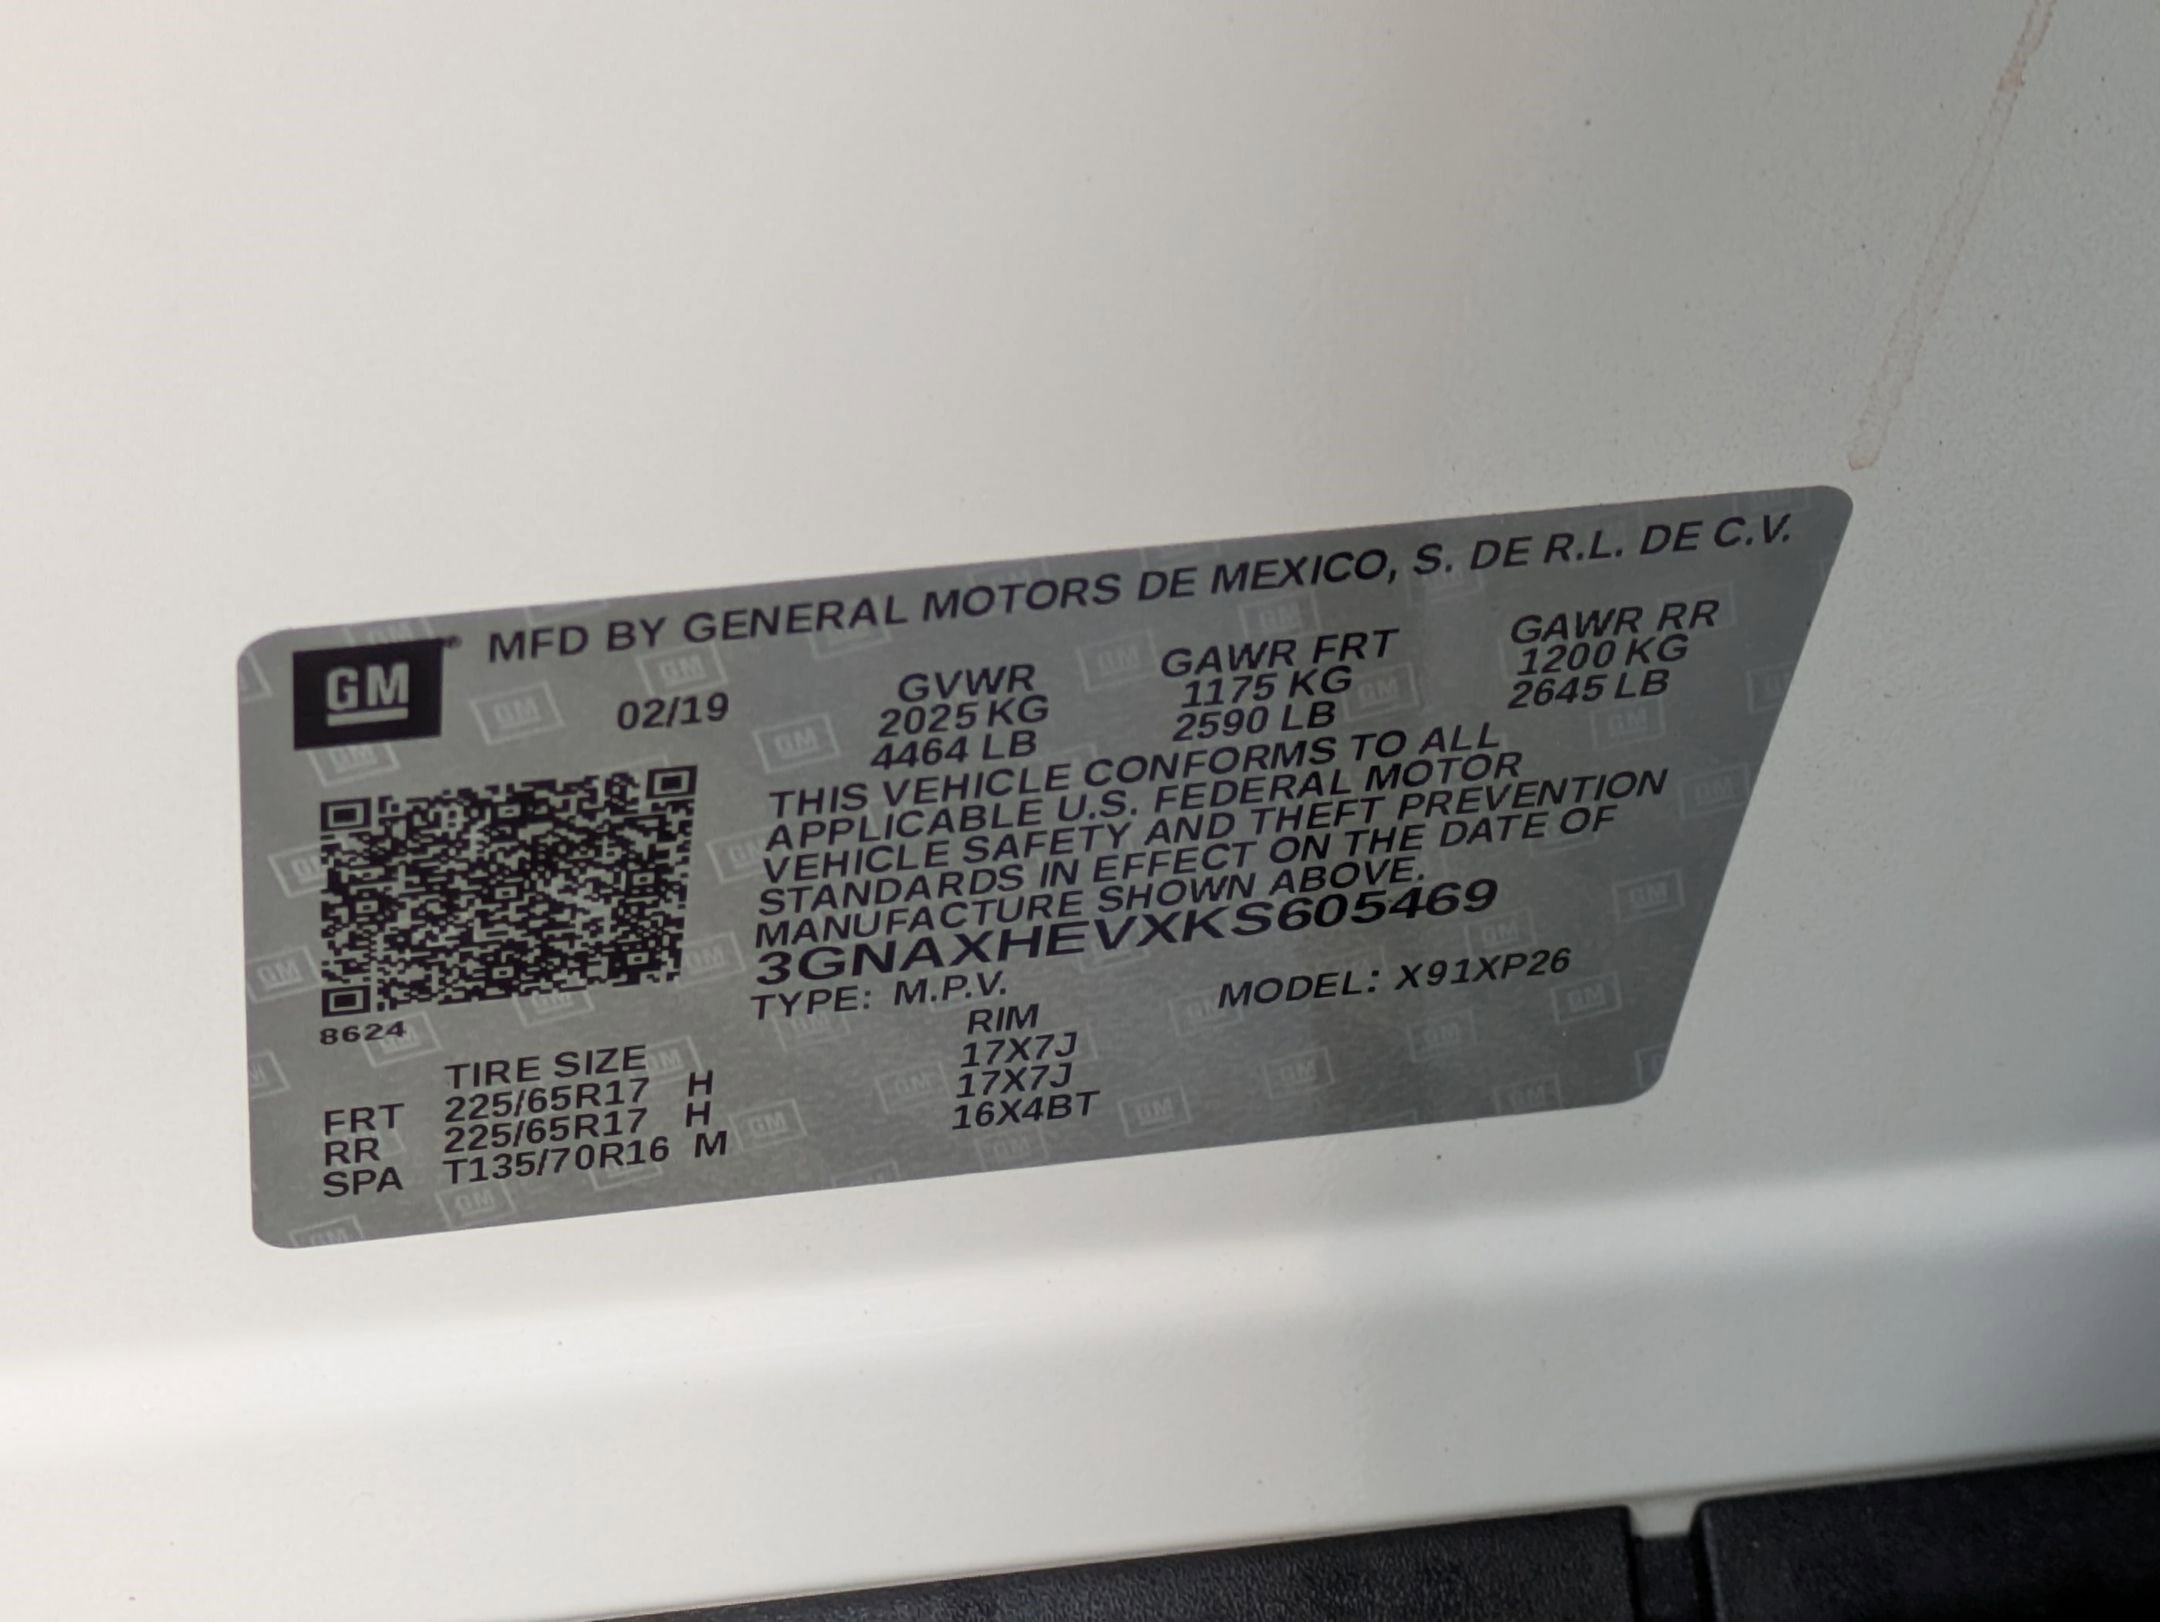 GM® MFD BY GENERAL MOTORS DE MEXICO, S. DE R.L. DE C.V.
02/19 GVWR GAWR FRT GAWR RR
2025 KG 1175 KG 1200 KG
4464 LB 2590 LB 2645 LB
THIS VEHICLE CONFORMS TO ALL
APPLICABLE U.S. FEDERAL MOTOR
VEHICLE SAFETY AND THEFT PREVENTION
STANDARDS IN EFFECT ON THE DATE OF
MANUFACTURE SHOWN ABOVE.
3GNAXHEVXKS605469
TYPE: M.P.V. MODEL: X91XP26
8624
TIRE SIZE RIM
FRT 225/65R17 H 17X7J
RR 225/65R17 H 17X7J
SPA T135/70R16 M 16X4BT